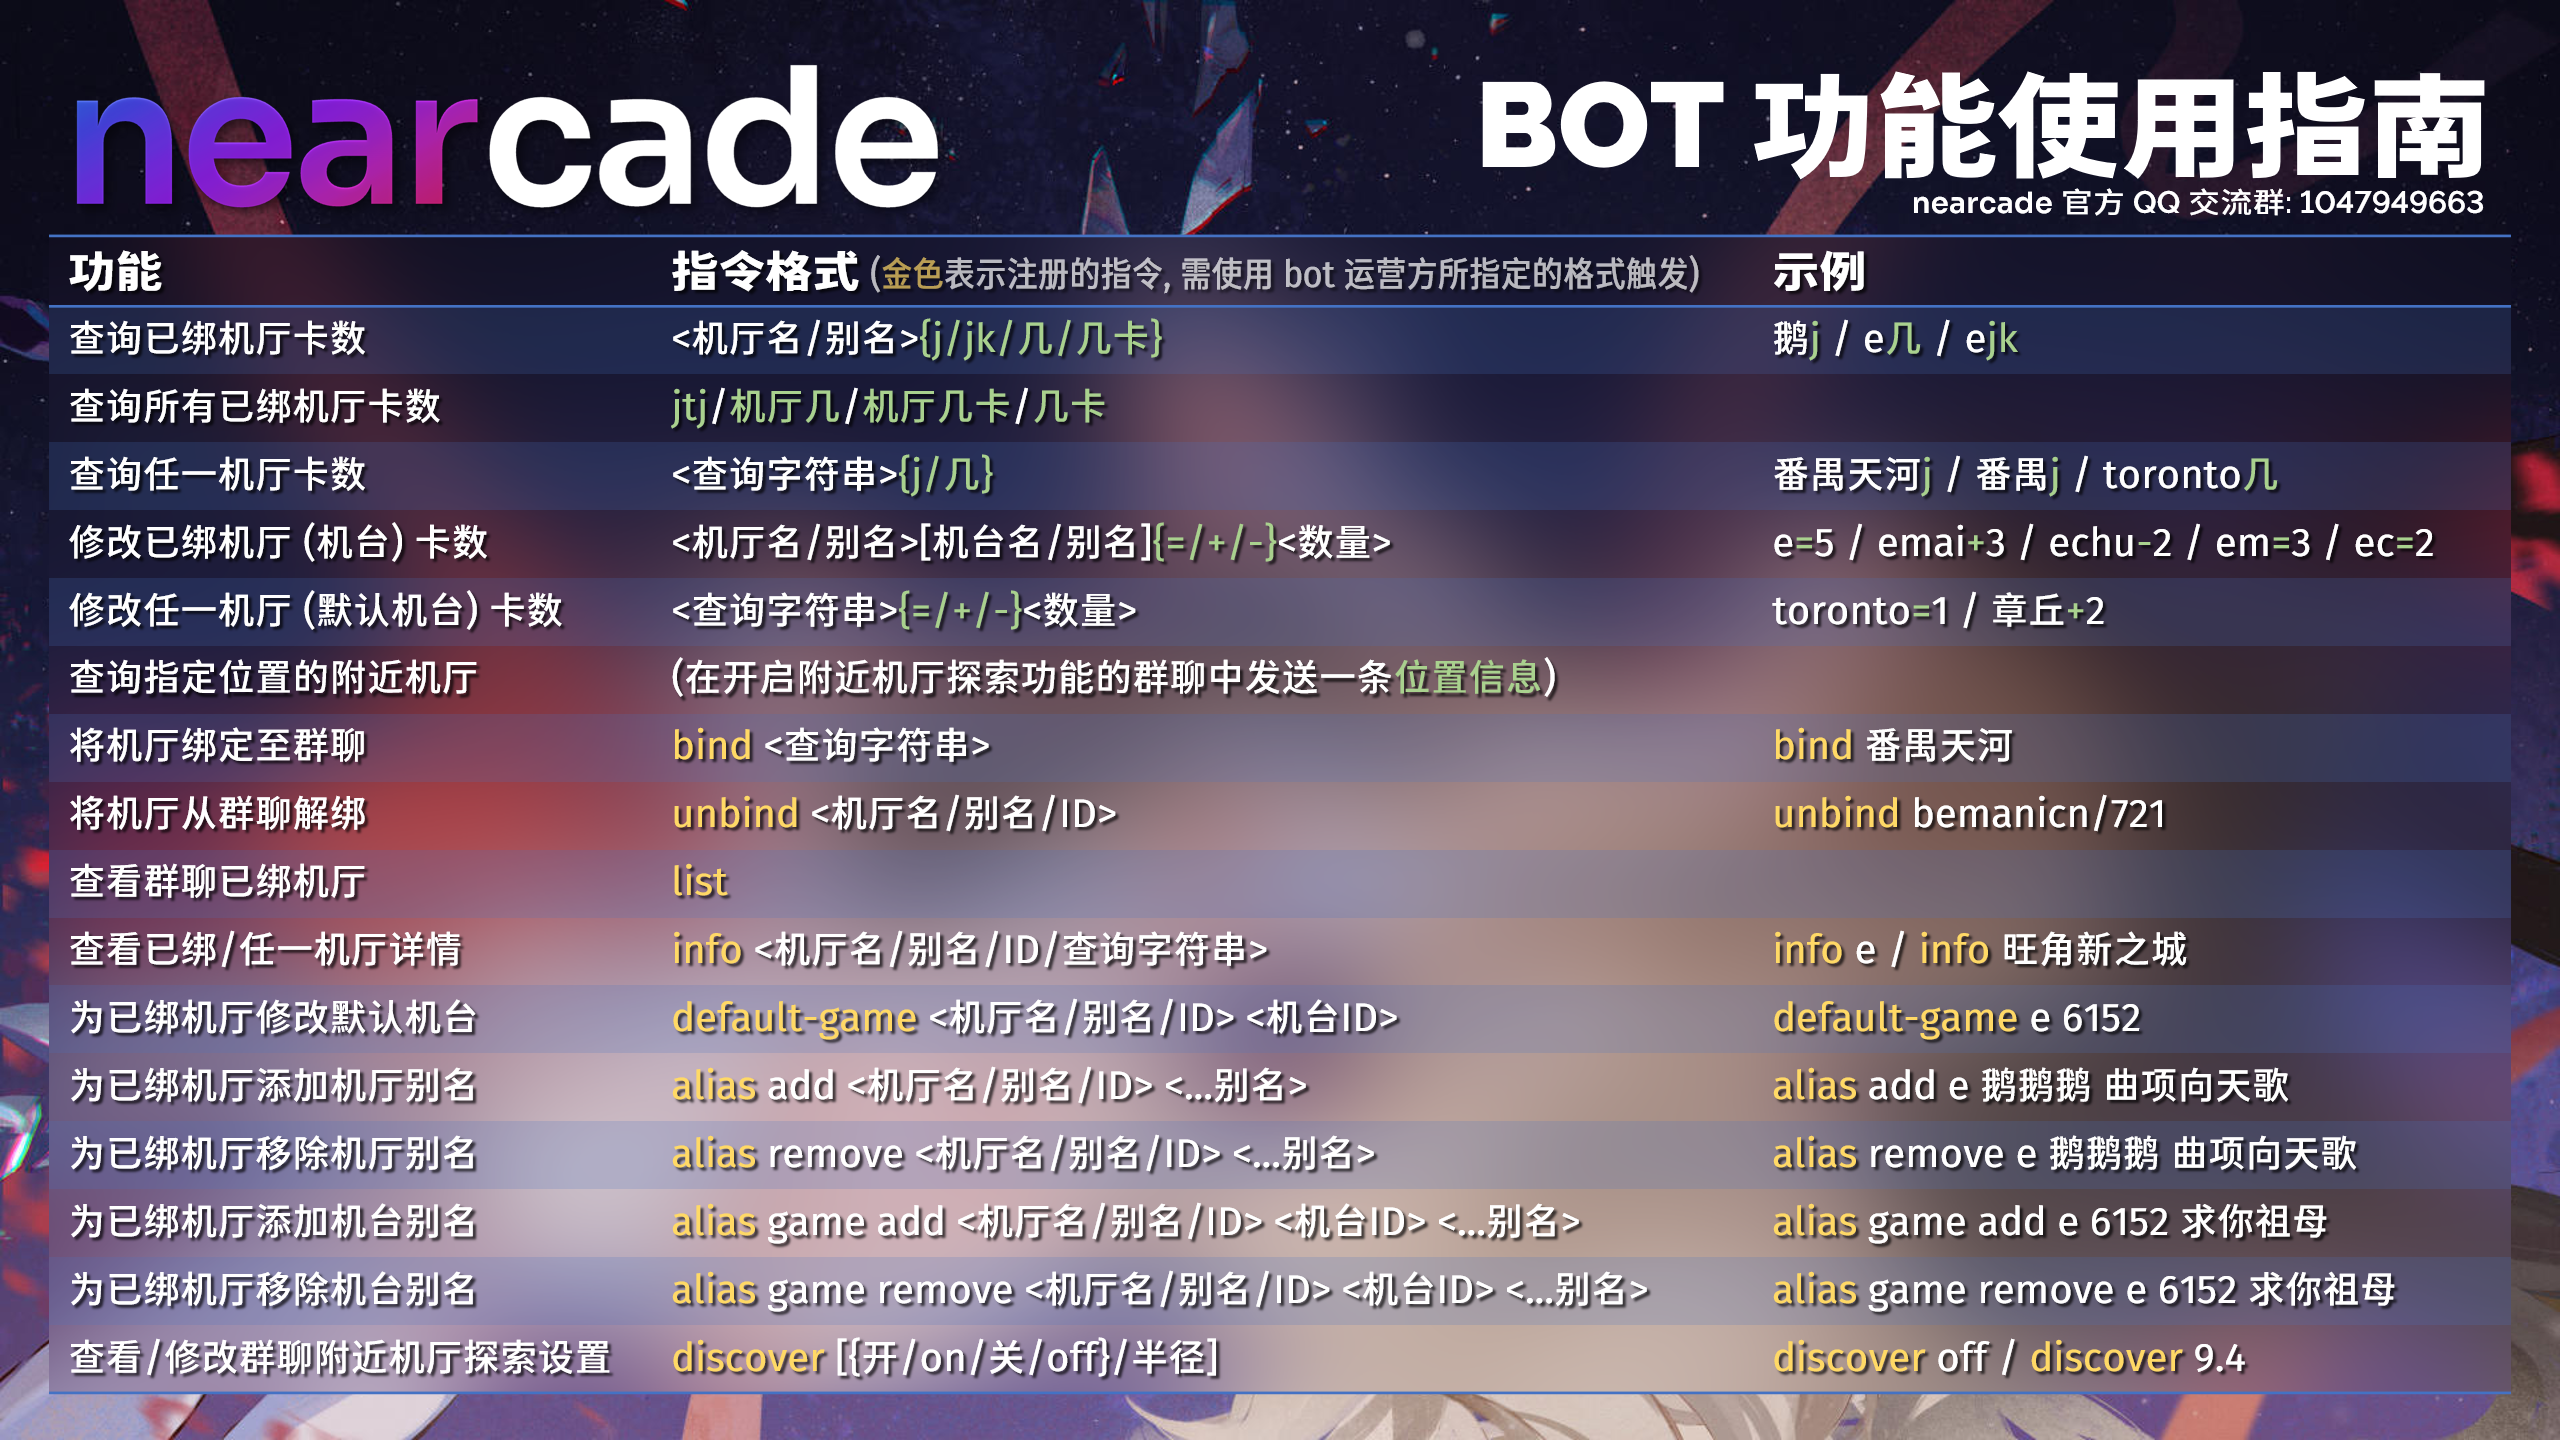 nearcade
BOT 功能使用指南
nearcade 官方 QQ 交流群: 1047949663
功能 指令格式 (金色表示注册的指令, 需使用 bot 运营方所指定的格式触发) 示例
查询已绑机厅卡数 <机厅名/别名>{j/jk/几/几卡} 鹅j / e几 / ejk
查询所有已绑机厅卡数 jtj/机厅几/机厅几卡/几卡
查询任一机厅卡数 <查询字符串>{j/几} 番禺天河j / 番禺j / toronto几
修改已绑机厅 (机台) 卡数 <机厅名/别名>[机台名/别名]{=/+/-}<数量> e=5 / emai+3 / echu-2 / em=3 / ec=2
修改任一机厅 (默认机台) 卡数 <查询字符串>{=/+/-}<数量> toronto=1 / 章丘+2
查询指定位置的附近机厅 (在开启附近机厅探索功能的群聊中发送一条位置信息)
将机厅绑定至群聊 bind <查询字符串> bind 番禺天河
将机厅从群聊解绑 unbind <机厅名/别名/ID> unbind bemanicn/721
查看群聊已绑机厅 list
查看已绑/任一机厅详情 info <机厅名/别名/ID/查询字符串> info e / info 旺角新之城
为已绑机厅修改默认机台 default-game <机厅名/别名/ID> <机台ID> default-game e 6152
为已绑机厅添加机厅别名 alias add <机厅名/别名/ID> <...别名> alias add e 鹅鹅鹅 曲项向天歌
为已绑机厅移除机厅别名 alias remove <机厅名/别名/ID> <...别名> alias remove e 鹅鹅鹅 曲项向天歌
为已绑机厅添加机台别名 alias game add <机厅名/别名/ID> <机台ID> <...别名> alias game add e 6152 求你祖母
为已绑机厅移除机台别名 alias game remove <机厅名/别名/ID> <机台ID> <...别名> alias game remove e 6152 求你祖母
查看/修改群聊附近机厅探索设置 discover [{开/on/关/off}/半径] discover off / discover 9.4